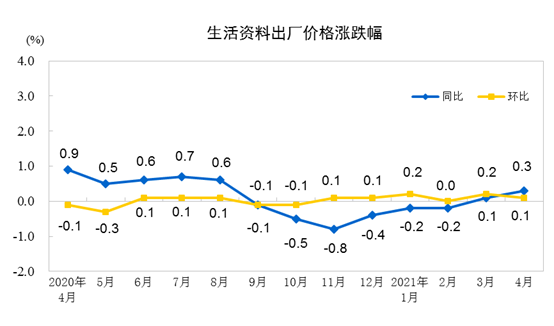 生活资料出厂价格涨跌幅
(%)
4.0
3.0
2.0
1.0
0.0
-1.0
-2.0
同比
环比
0.9
0.5
0.6
0.7
0.6
-0.1
-0.1
0.1
0.1
0.2
0.0
0.2
0.3
-0.1
-0.3
0.1
0.1
0.1
-0.1
-0.5
-0.8
-0.4
-0.2
-0.2
0.1
0.1
2020年
4月
5月
6月
7月
8月
9月
10月
11月
12月
2021年
1月
2月
3月
4月